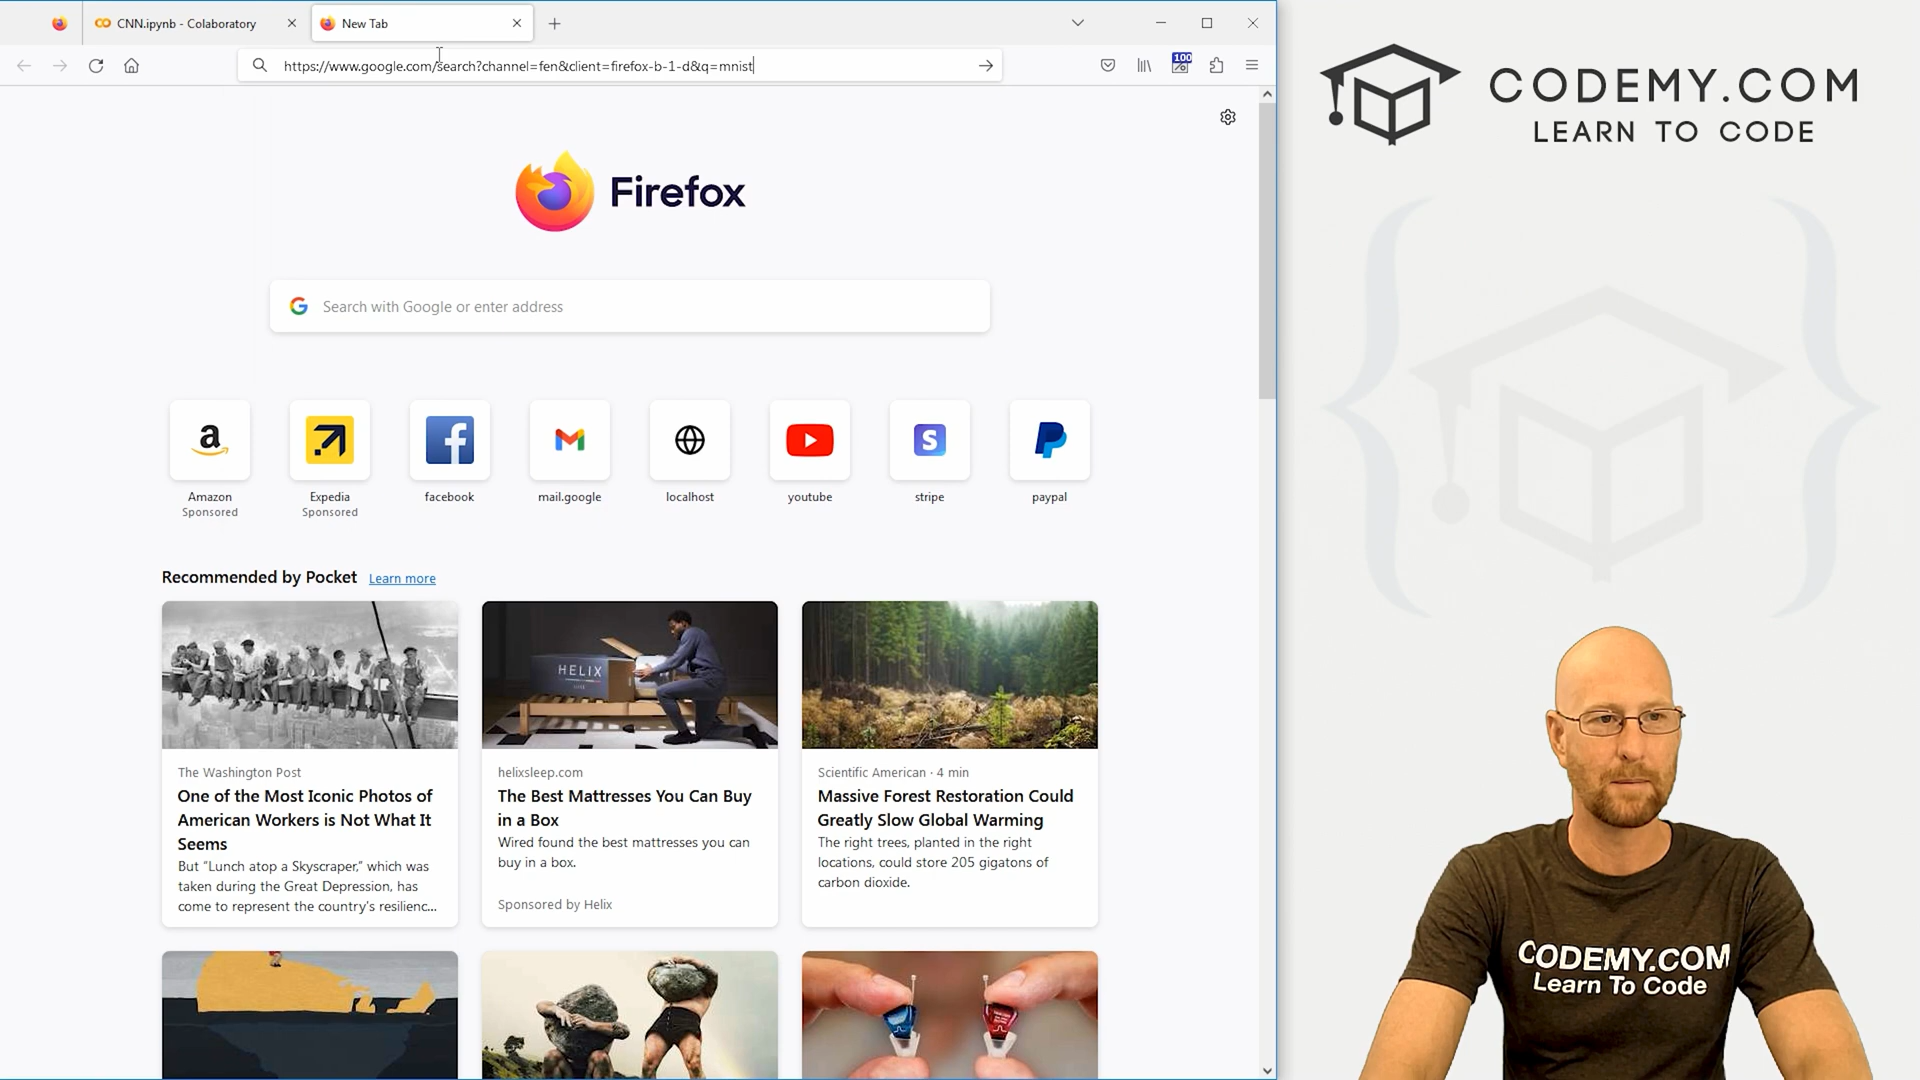 CNN.ipynb - Colaboratory
New Tab
https://www.google.com/search?channel=fen&client=firefox-b-1-d&q=mnist
100
Firefox
Search with Google or enter address
a
f
S
Amazon
Sponsored
Expedia
Sponsored
facebook
mail.google
localhost
youtube
stripe
paypal
Recommended by Pocket Learn more
HELIX
The Washington Post
One of the Most Iconic Photos of
American Workers is Not What It
Seems
But “Lunch atop a Skyscraper,” which was
taken during the Great Depression, has
come to represent the country’s resilienc...
helixsleep.com
The Best Mattresses You Can Buy
in a Box
Wired found the best mattresses you can
buy in a box.
Sponsored by Helix
Scientific American · 4 min
Massive Forest Restoration Could
Greatly Slow Global Warming
The right trees, planted in the right
locations, could store 205 gigatons of
carbon dioxide.
CODEMY.COM
LEARN TO CODE
CODEMY.COM
Learn To Code